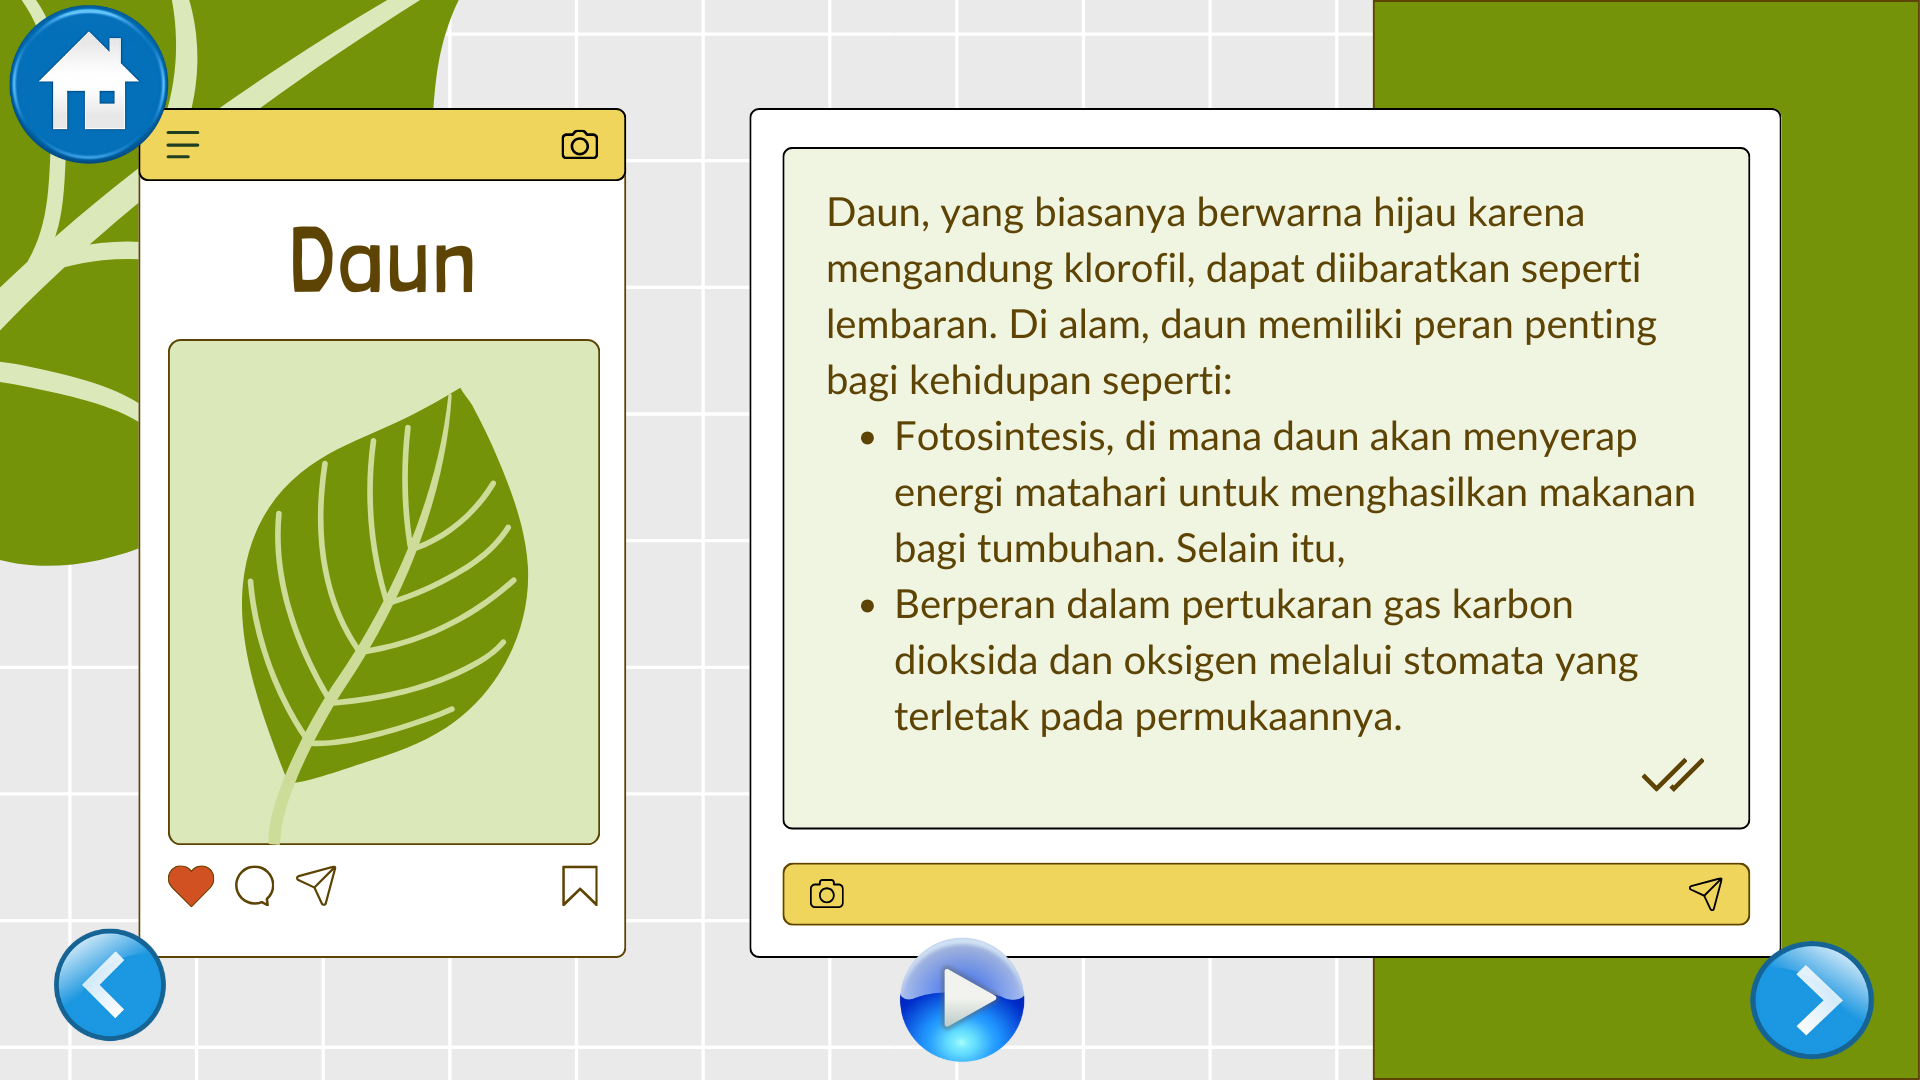 Daun
Daun, yang biasanya berwarna hijau karena
mengandung klorofil, dapat diibaratkan seperti
lembaran. Di alam, daun memiliki peran penting
bagi kehidupan seperti:
• Fotosintesis, di mana daun akan menyerap
energi matahari untuk menghasilkan makanan
bagi tumbuhan. Selain itu,
• Berperan dalam pertukaran gas karbon
dioksida dan oksigen melalui stomata yang
terletak pada permukaannya.